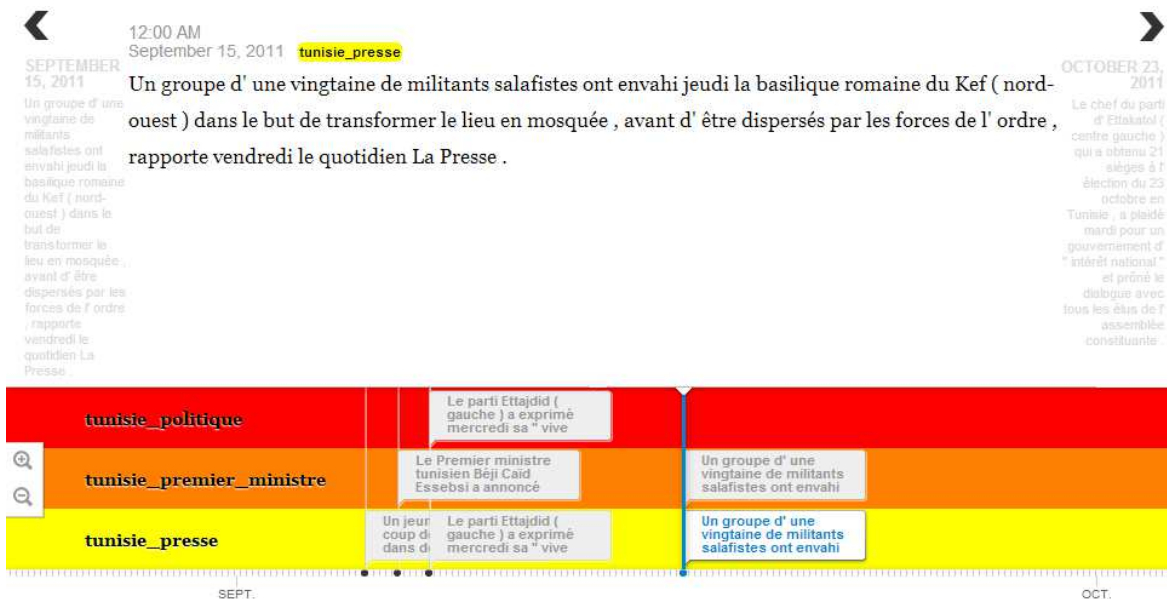 12:00 AM
September 15, 2011 tunisie_presse
Un groupe d' une vingtaine de militants salafistes ont envahi jeudi la basilique romaine du Kef ( nord-
ouest ) dans le but de transformer le lieu en mosquée , avant d' être dispersés par les forces de l' ordre ,
rapporte vendredi le quotidien La Presse .
SEPTEMBER
15, 2011
Un groupe d' une
vingtaine de
militants
salafistes ont
envahi jeudi la
basilique romaine
du Kef ( nord-
ouest ) dans le
but de
transformer le
lieu en mosquée ,
avant d' être
dispersés par les
forces de l' ordre
, rapporte
vendredi le
quotidien La
Presse .
OCTOBER 23,
2011
Le chef du parti
d' Ettakatol (
centre gauche )
qui a obtenu 21
sièges à l'
élection du 23
octobre en
Tunisie , a plaidé
mardi pour un
gouvernement d'
" intérêt national "
et prôné le
dialogue avec
tous les élus de l'
assemblée
constituante .
tunisie_politique
Le parti Ettajdid (
gauche ) a exprimé
mercredi sa " vive
tunisie_premier_ministre
Le Premier ministre
tunisien Béji Caïd
Essebsi a annoncé
Un groupe d' une
vingtaine de militants
salafistes ont envahi
tunisie_presse
Un jeun
coup de
dans de
Le parti Ettajdid (
gauche ) a exprimé
mercredi sa " vive
Un groupe d' une
vingtaine de militants
salafistes ont envahi
SEPT.
OCT.